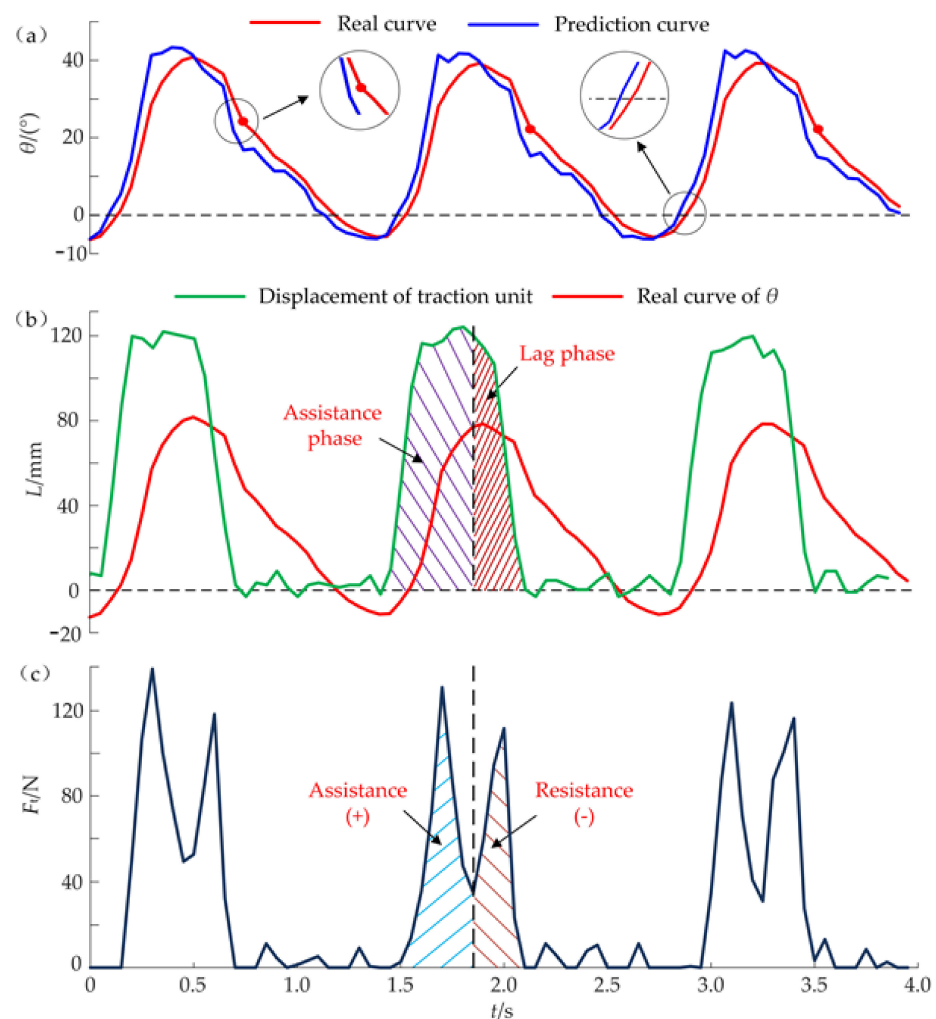 (a)
Real curve
Prediction curve
θ/(°)
40
20
0
−10
Displacement of traction unit
Real curve of θ
(b)
L/mm
120
80
40
0
−20
Assistance
phase
Lag phase
(c)
Fₜ/N
120
80
40
0
Assistance
(+)
Resistance
(-)
0
0.5
1.0
1.5
2.0
2.5
3.0
3.5
4.0
t/s